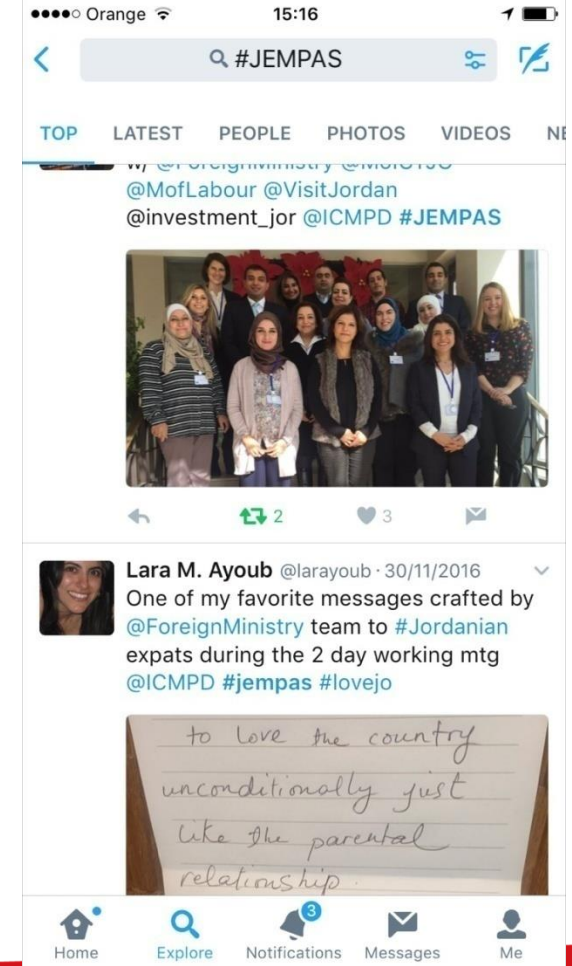 Orange 15:16
#JEMPAS
TOP LATEST PEOPLE PHOTOS VIDEOS NE
w/ @ForeignMinistry
@MofLabour @VisitJordan
@investment_jor @ICMPD #JEMPAS
2 3
Lara M. Ayoub @larayoub · 30/11/2016
One of my favorite messages crafted by
@ForeignMinistry team to #Jordanian
expats during the 2 day working mtg
@ICMPD #jempas #lovejo
to love the country
unconditionally just
like the parental
relationship.
3
Home Explore Notifications Messages Me